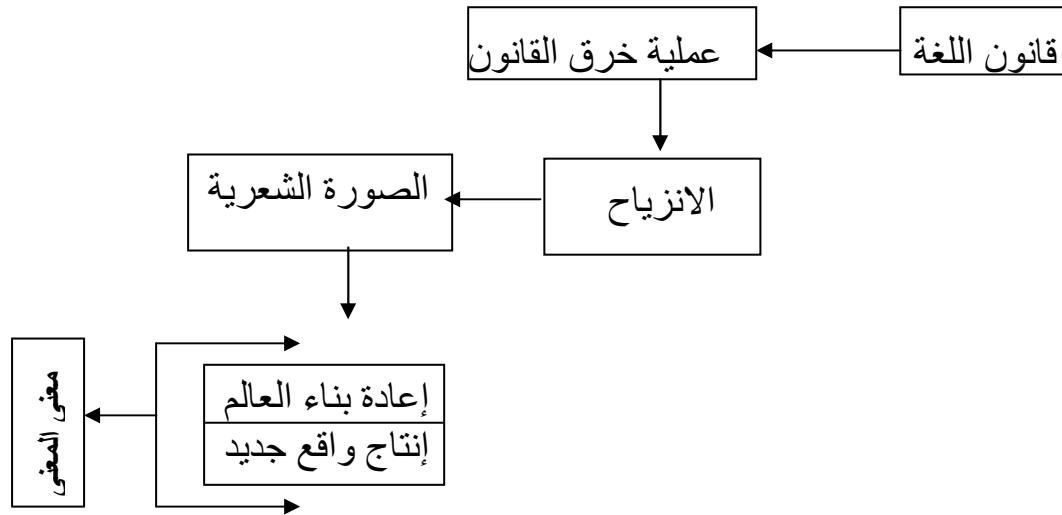 قانون اللغة
عملية خرق القانون
الانزياح
الصورة الشعرية
إعادة بناء العالم
إنتاج واقع جديد
معنى المعنى